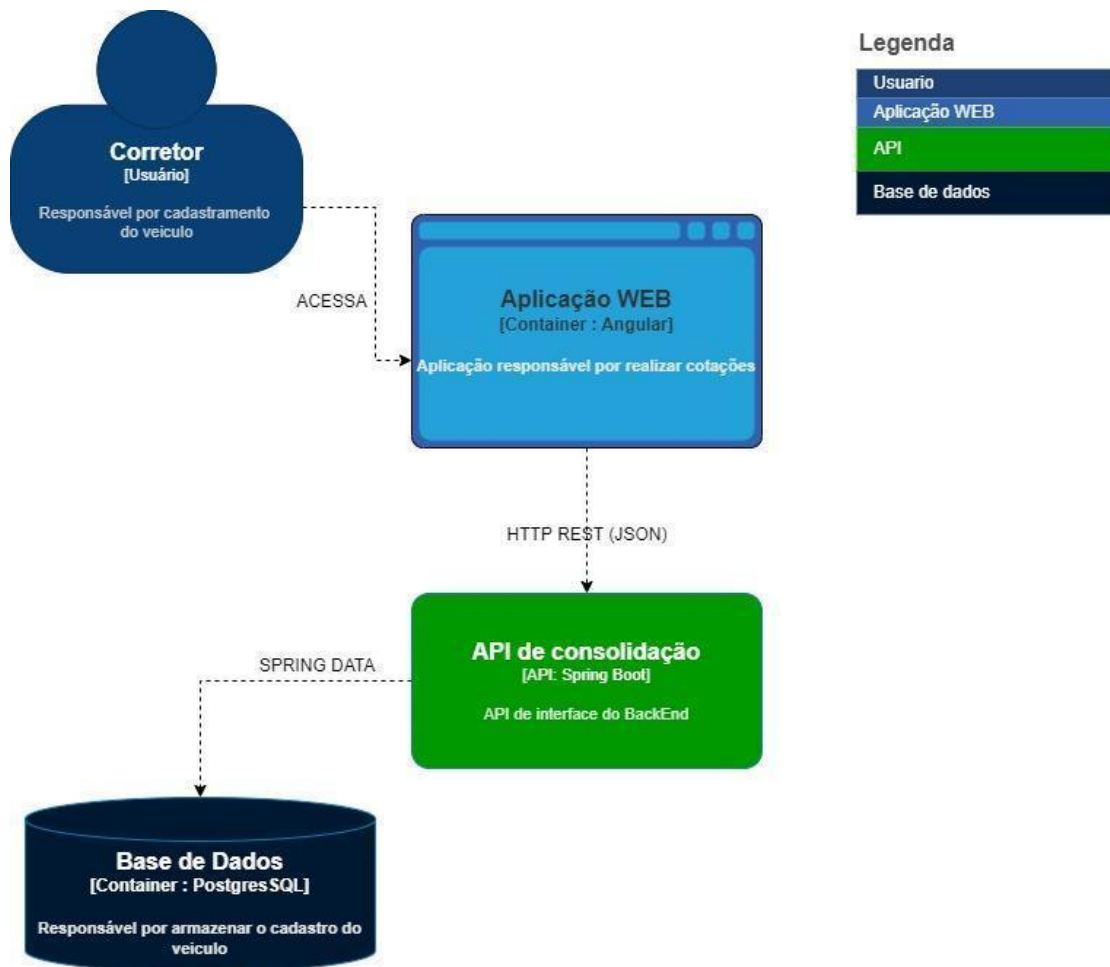 Legenda
Usuario
Aplicação WEB
API
Base de dados
Corretor
[Usuário]
Responsável por cadastramento
do veiculo
ACESSA
Aplicação WEB
[Container : Angular]
Aplicação responsável por realizar cotações
HTTP REST (JSON)
API de consolidação
[API: Spring Boot]
API de interface do BackEnd
SPRING DATA
Base de Dados
[Container : PostgresSQL]
Responsável por armazenar o cadastro do
veiculo